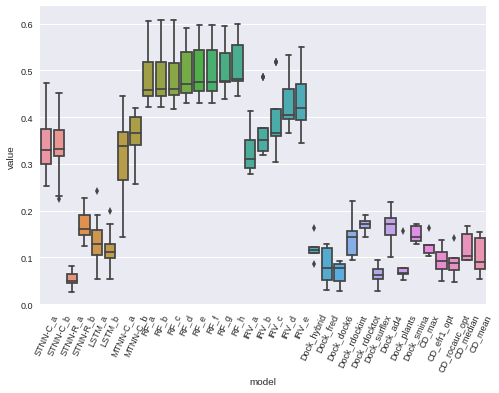 0.6
0.5
0.4
0.3
0.2
0.1
0.0
value
STNN-C_a
STNN-C_b
STNN-R_a
STNN-R_b
LSTM_a
LSTM_b
MTNN-C_a
MTNN-C_b
RF_a
RF_b
RF_c
RF_d
RF_e
RF_f
RF_g
RF_h
IRV_a
IRV_b
IRV_c
IRV_d
IRV_e
Dock_hybrid
Dock_fred
Dock_dock6
Dock_rdockint
Dock_rdocktot
Dock_surflex
Dock_ad4
Dock_plants
Dock_smina
CD_max
CD_efr1_opt
CD_rocauc_opt
CD_median
CD_mean
model